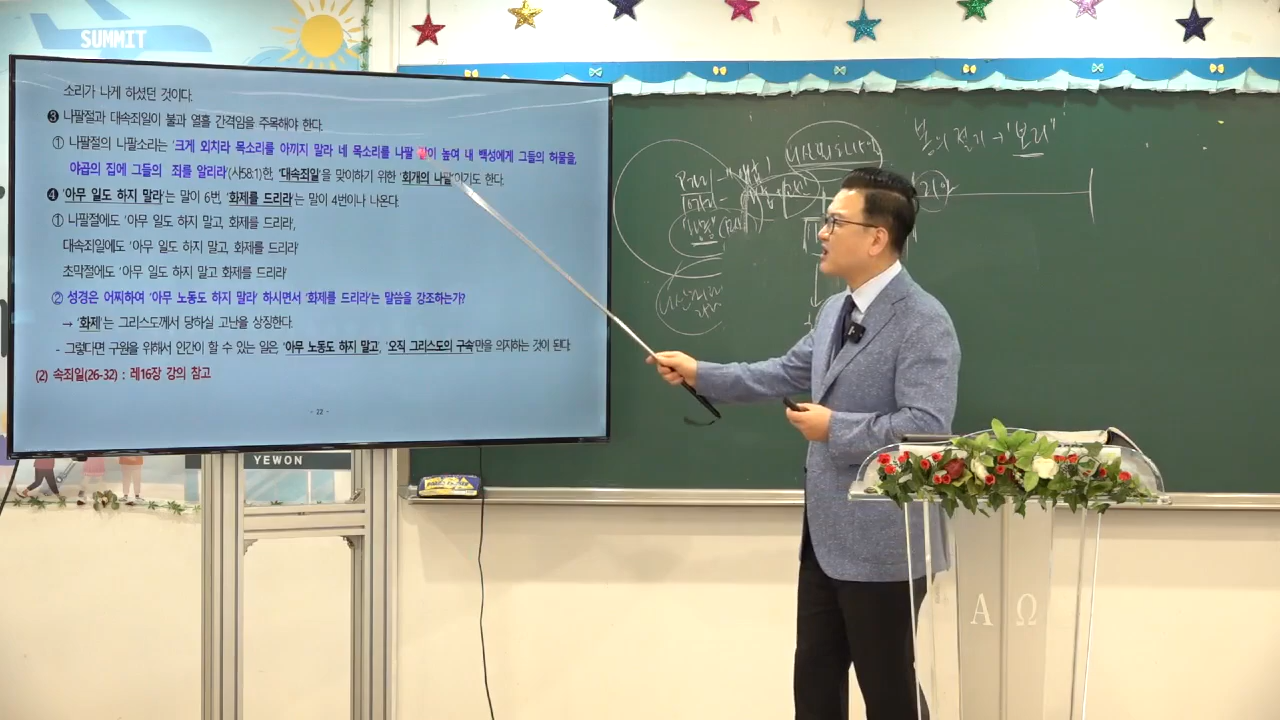 SUMMIT
소리가 나게 하셨던 것이다.
❸ 나팔절과 대속죄일이 불과 열흘 간격임을 주목해야 한다.
① 나팔절의 나팔소리는 '크게 외치라 목소리를 아끼지 말라 네 목소리를 나팔 같이 높여 내 백성에게 그들의 허물을,
야곱의 집에 그들의 죄를 알리라'(사58:1)한, '대속죄일'을 맞이하기 위한 '회개의 나팔'이기도 한다.
❹ '아무 일도 하지 말라'는 말이 6번, '화제를 드리라'는 말이 4번이나 나온다.
① 나팔절에도 '아무 일도 하지 말고, 화제를 드리라',
대속죄일에도 '아무 일도 하지 말고, 화제를 드리라'
초막절에도 '아무 일도 하지 말고 화제를 드리라'
② 성경은 어찌하여 '아무 노동도 하지 말라' 하시면서 '화제를 드리라'는 말씀을 강조하는가?
→ '화제'는 그리스도께서 당하실 고난을 상징한다.
- 그렇다면 구원을 위해서 인간이 할 수 있는 일은 '아무 노동도 하지 말고, '오직 그리스도의 구속'만을 의지하는 것이 된다.
(2) 속죄일(26-32) : 레16장 강의 참고
- 22 -
YEWON
봄의 절기 → "보리"
Α Ω